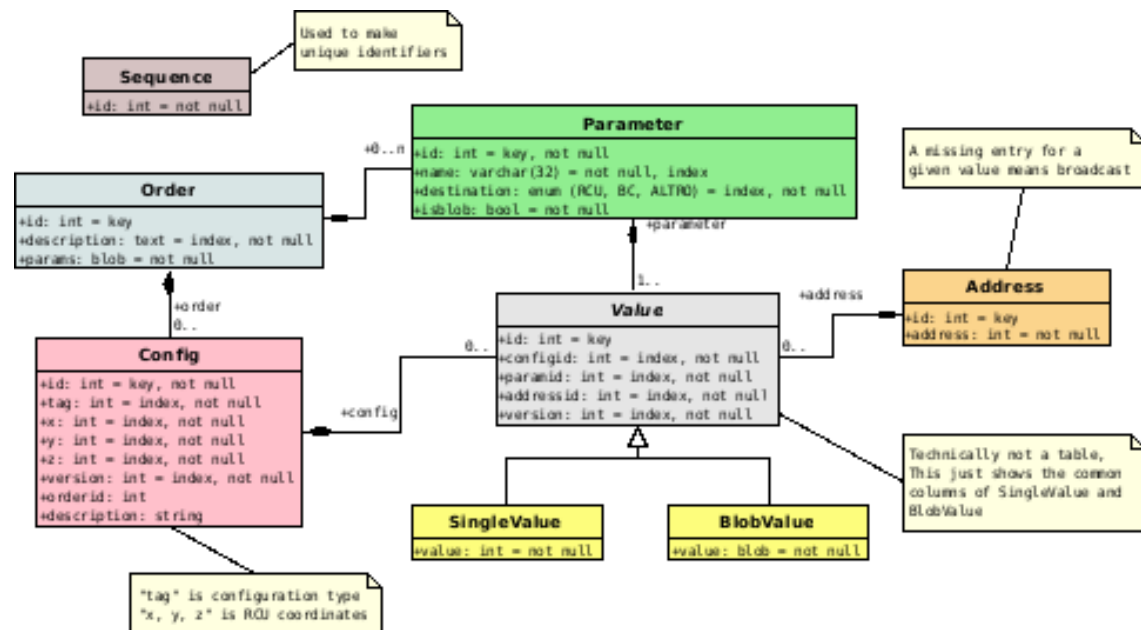 Used to make
unique identifiers
Sequence
+id: int = not null
Parameter
+id: int = key, not null
+name: varchar(32) = not null, index
+destination: enum (RCU, BC, ALTRO) = index, not null
+isblob: bool = not null
+0..n
A missing entry for a
given value means broadcast
Order
+id: int = key
+description: text = index, not null
+params: blob = not null
+parameter
1..
+order
0..
Value
+id: int = key
+configid: int = index, not null
+paramid: int = index, not null
+addressid: int = index, not null
+version: int = index, not null
+address
0..
Address
+id: int = key
+address: int = not null
0..
+config
Config
+id: int = key, not null
+tag: int = index, not null
+x: int = index, not null
+y: int = index, not null
+z: int = index, not null
+version: int = index, not null
+orderid: int
+description: string
Technically not a table,
This just shows the common
columns of SingleValue and
BlobValue
SingleValue
+value: int = not null
BlobValue
+value: blob = not null
"tag" is configuration type
"x, y, z" is RCU coordinates